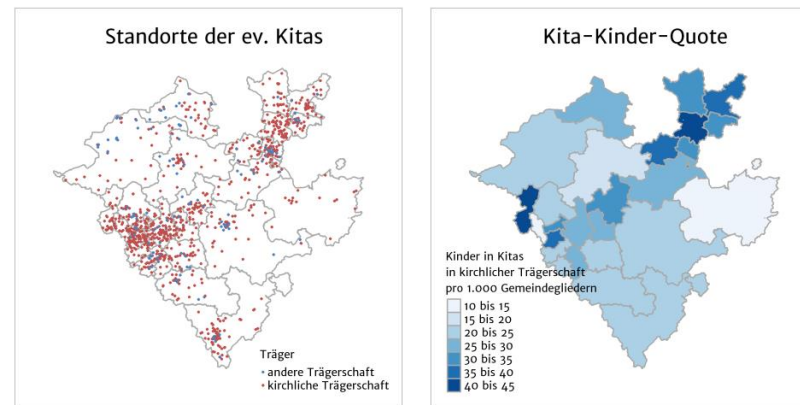 Standorte der ev. Kitas
Träger
andere Trägerschaft
kirchliche Trägerschaft
Kita-Kinder-Quote
Kinder in Kitas
in kirchlicher Trägerschaft
pro 1.000 Gemeindegliedern
10 bis 15
15 bis 20
20 bis 25
25 bis 30
30 bis 35
35 bis 40
40 bis 45